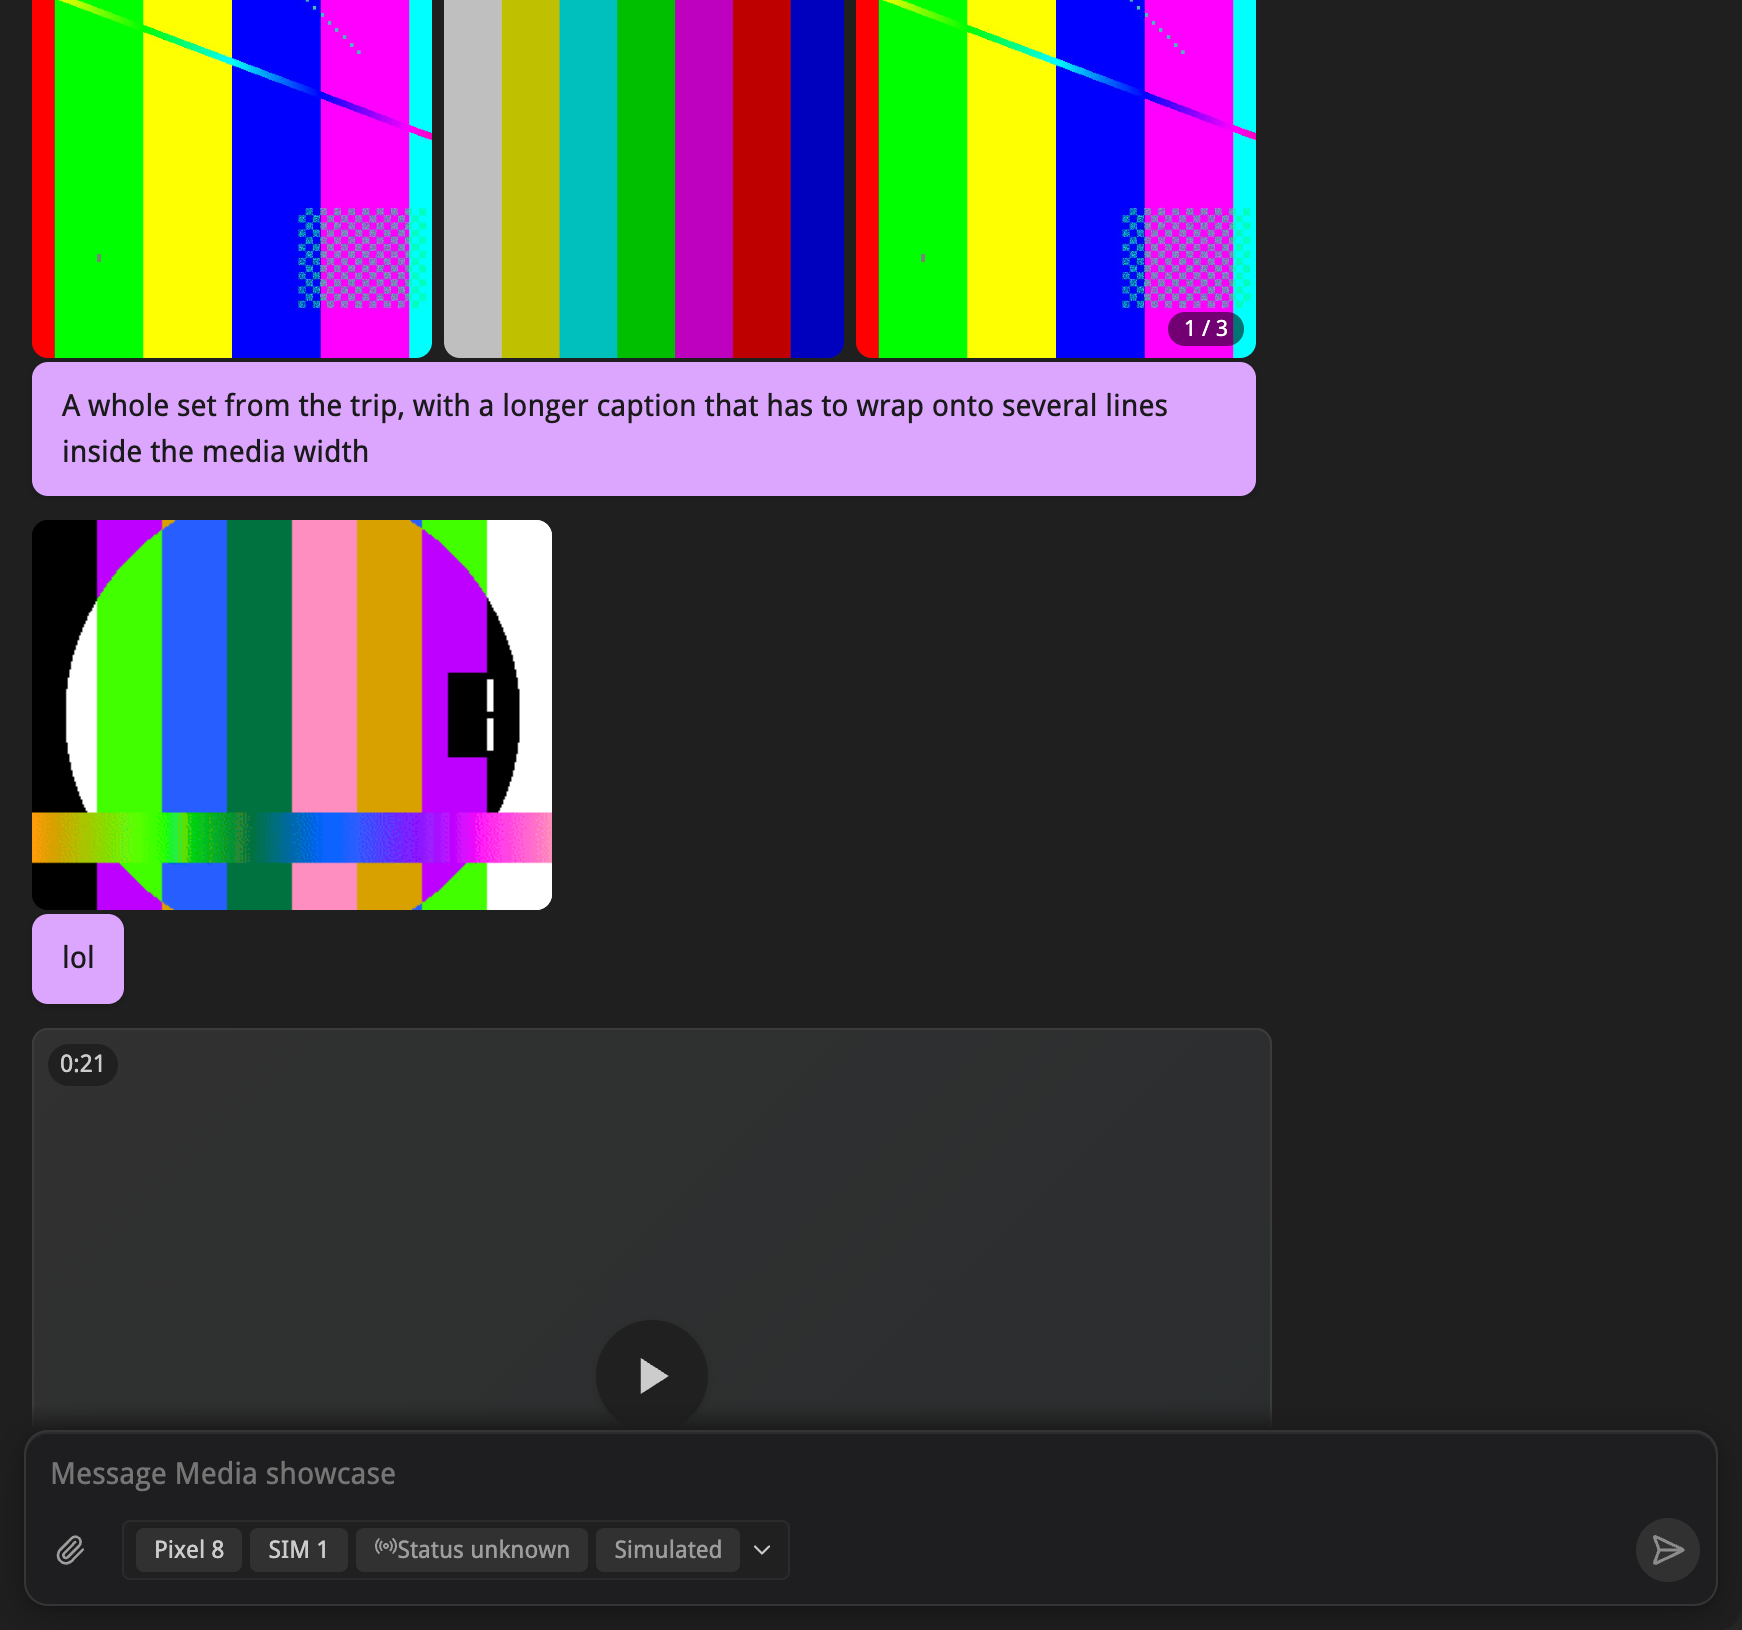 1 / 3
A whole set from the trip, with a longer caption that has to wrap onto several lines
inside the media width
lol
0:21
Message Media showcase
Pixel 8 SIM 1 Status unknown Simulated